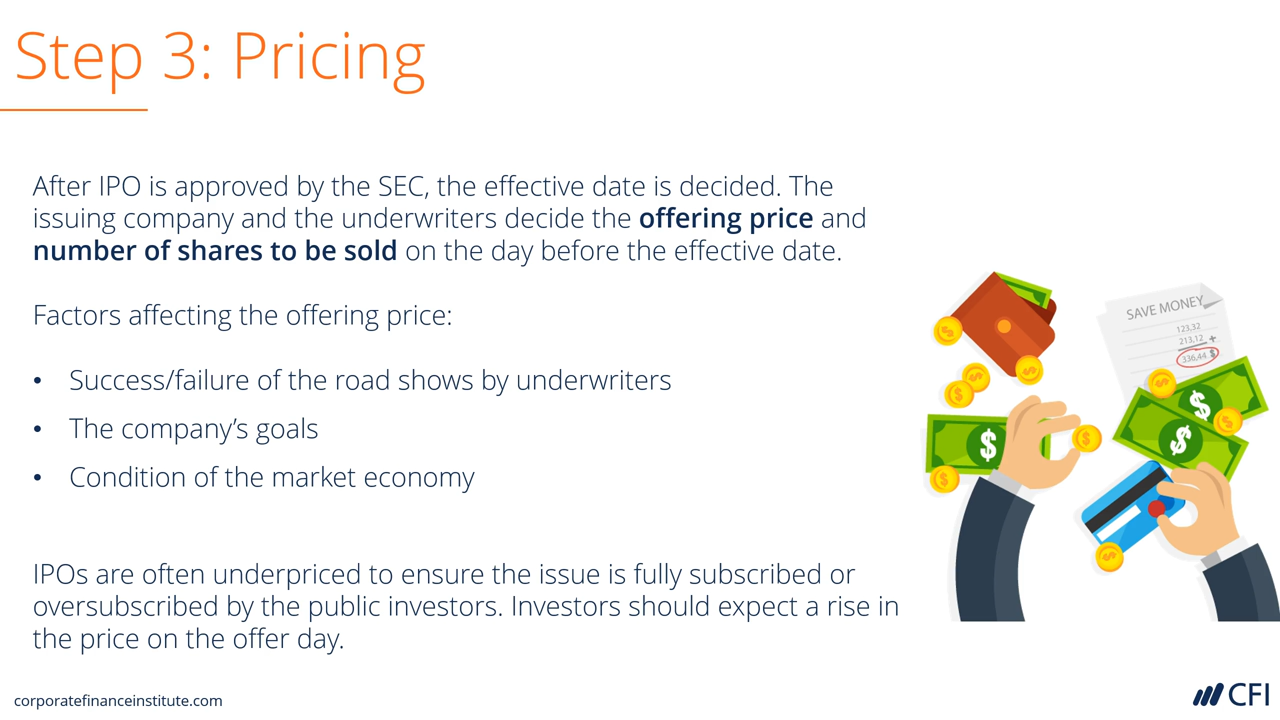 Step 3: Pricing
After IPO is approved by the SEC, the effective date is decided. The
issuing company and the underwriters decide the offering price and
number of shares to be sold on the day before the effective date.
Factors affecting the offering price:
• Success/failure of the road shows by underwriters
• The company’s goals
• Condition of the market economy
SAVE MONEY
123,32
213,12 +
336,44 $
IPOs are often underpriced to ensure the issue is fully subscribed or
oversubscribed by the public investors. Investors should expect a rise in
the price on the offer day.
corporatefinanceinstitute.com
CFI